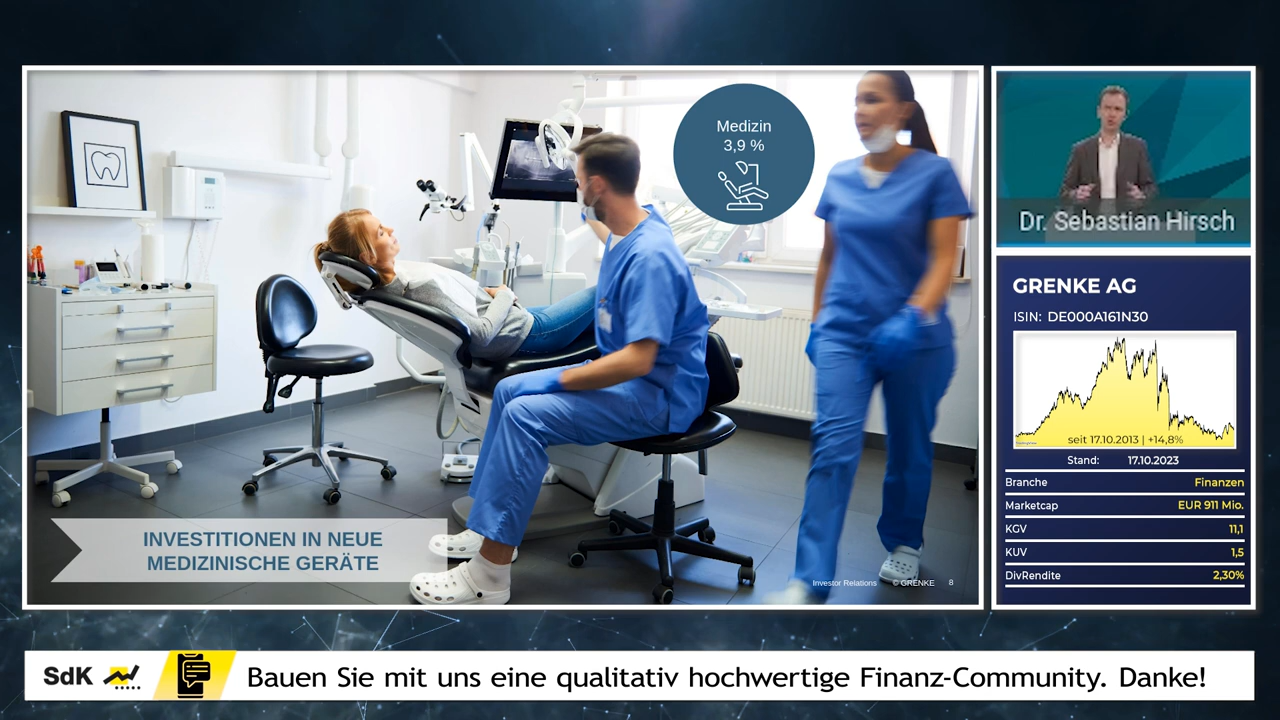 Medizin
3,9 %
INVESTITIONEN IN NEUE
MEDIZINISCHE GERÄTE
Investor Relations © GRENKE 8
Dr. Sebastian Hirsch
GRENKE AG
ISIN: DE000A161N30
seit 17.10.2013 | +14,8%
Stand: 17.10.2023
Branche Finanzen
Marketcap EUR 911 Mio.
KGV 11,1
KUV 1,5
DivRendite 2,30%
SdK
Bauen Sie mit uns eine qualitativ hochwertige Finanz-Community. Danke!